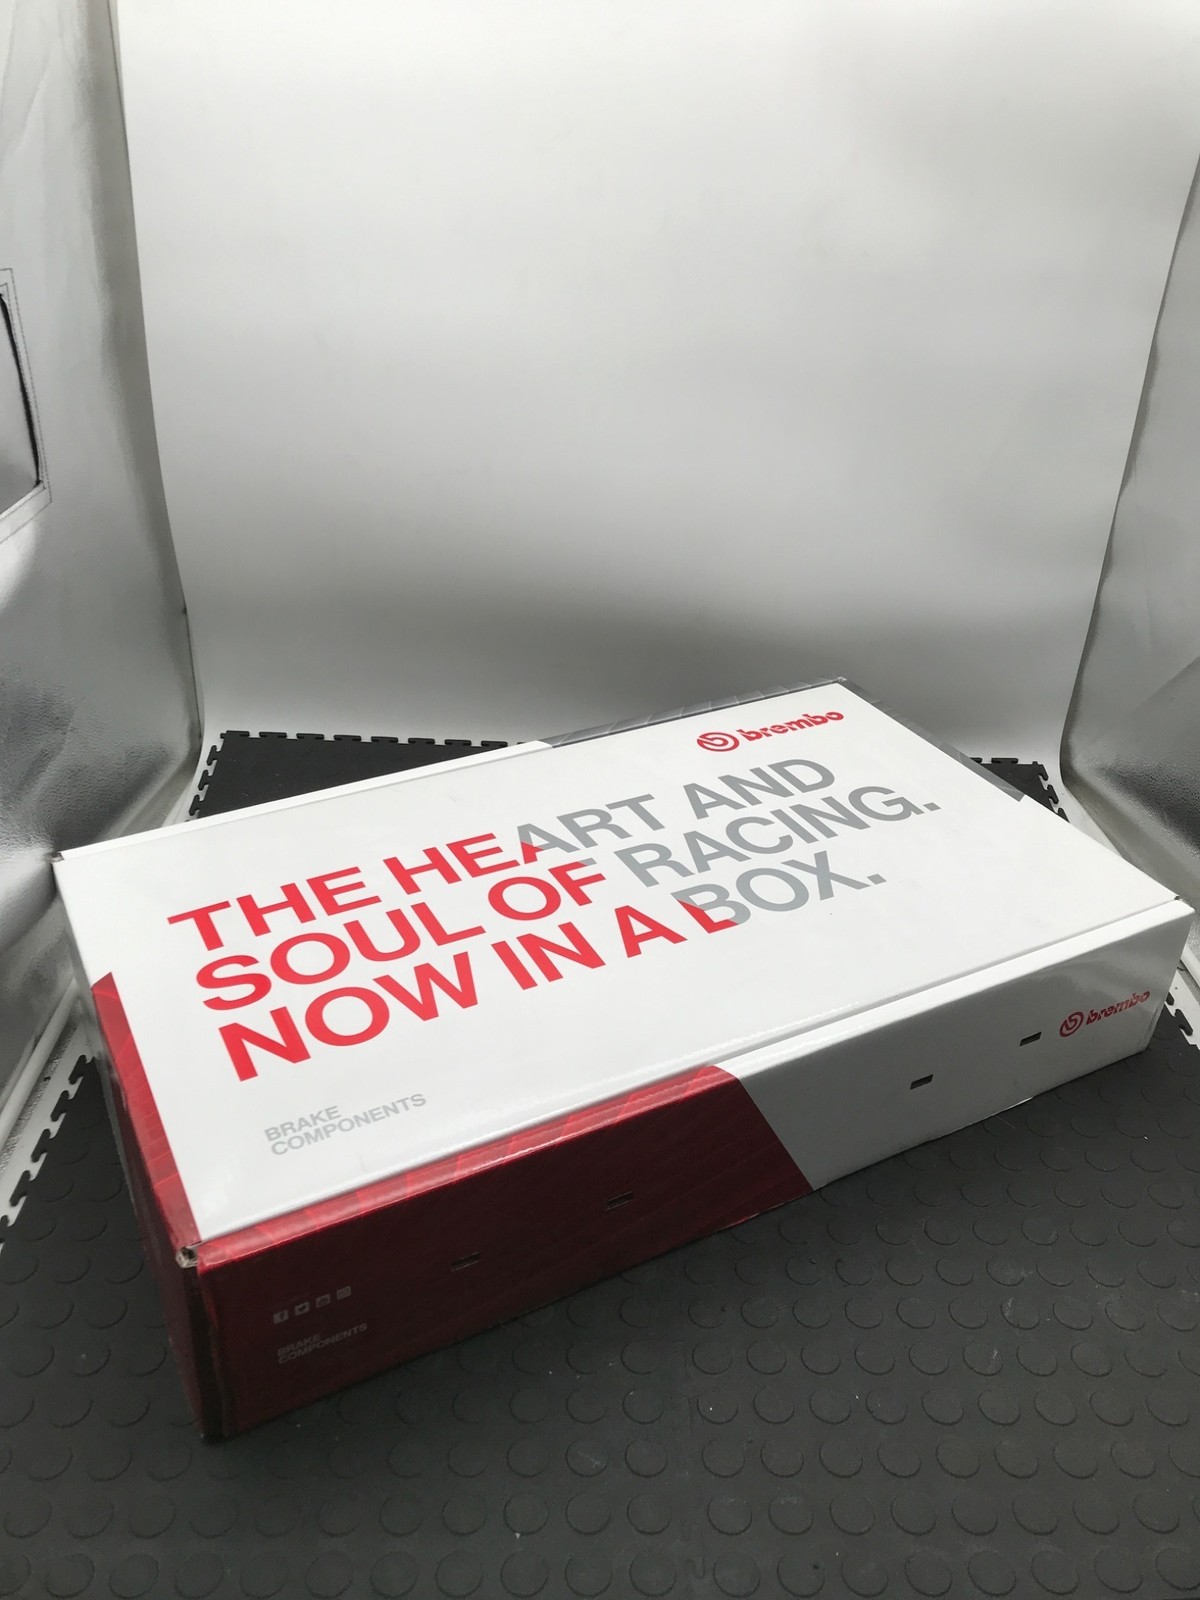 brembo
THE HEART AND
SOUL OF RACING.
NOW IN A BOX.
BRAKE
COMPONENTS
brembo
BRAKE
COMPONENTS